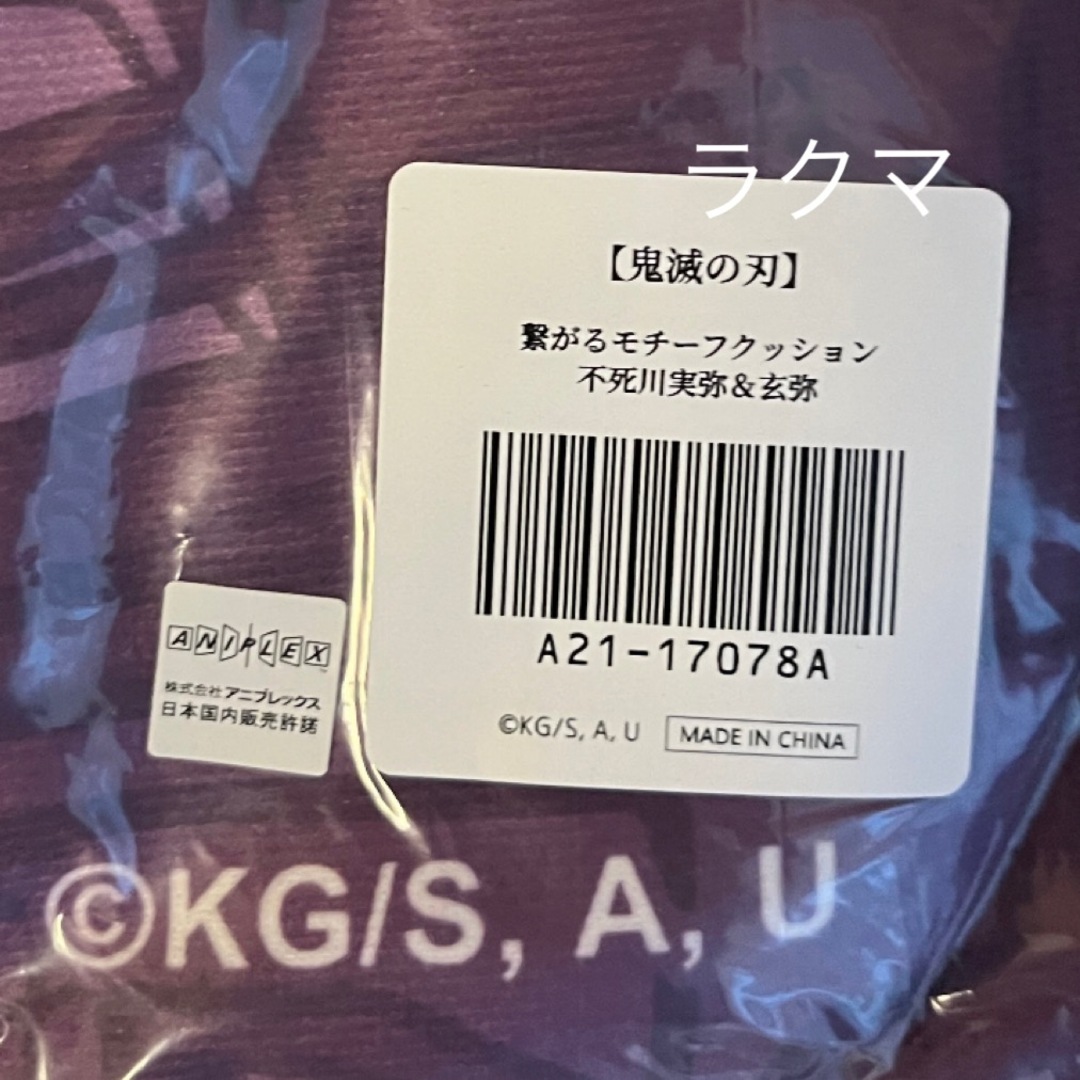 ラクマ
【鬼滅の刃】
繋がるモチーフクッション
不死川実弥＆玄弥
A21-17078A
©KG/S, A, U
MADE IN CHINA
ANIPLEX
株式会社アニプレックス
日本国内販売許諾
©KG/S, A, U